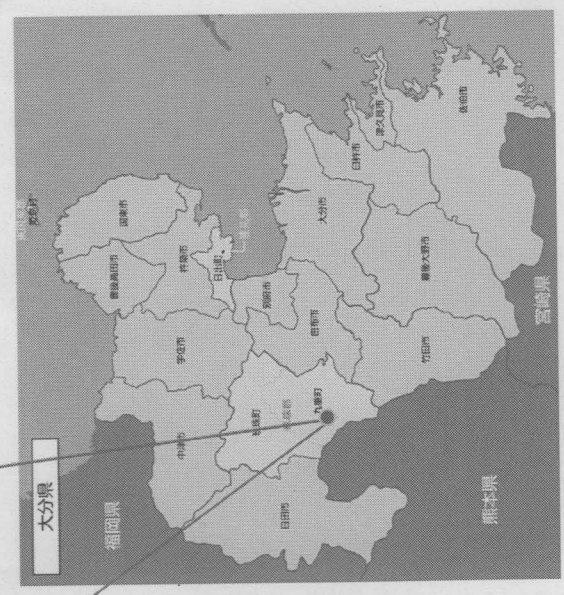 大分県
福岡県
熊本県
宮崎県
中津市
宇佐市
豊後高田市
国東市
姫島村
杵築市
日出町
別府市
日田市
玖珠町
九重町
由布市
大分市
臼杵市
津久見市
佐伯市
豊後大野市
竹田市